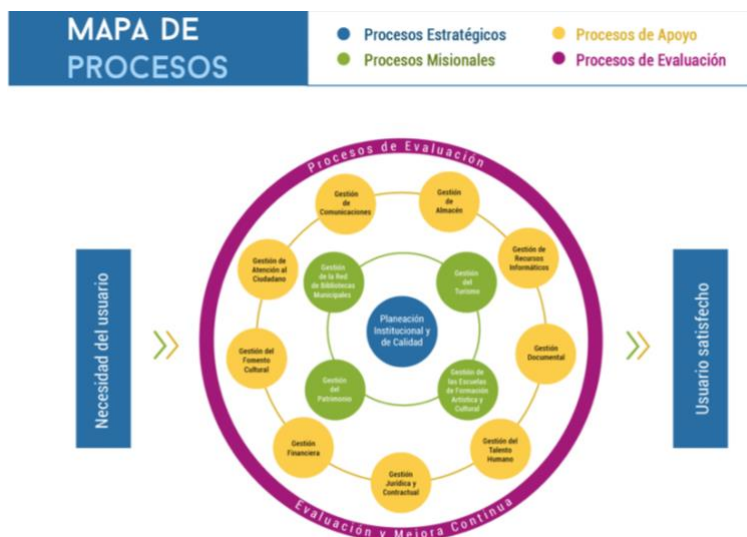 MAPA DE
PROCESOS
Procesos Estratégicos
Procesos de Apoyo
Procesos Misionales
Procesos de Evaluación
Procesos de Evaluación
Gestión
de
Comunicaciones
Gestión
de
Almacén
Gestión de
Atención al
Ciudadano
Gestión
de la Red
de Bibliotecas
Municipales
Gestión
del
Turismo
Gestión de
Recursos
Informáticos
Necesidad del usuario
Planeación
Institucional y
de Calidad
Usuario satisfecho
Gestión del
Fomento
Cultural
Gestión
del
Patrimonio
Gestión de
las Escuelas
de Formación
Artística y
Cultural
Gestión
Documental
Gestión
Financiera
Gestión
Jurídica y
Contractual
Gestión del
Talento
Humano
Evaluación y Mejora Continua